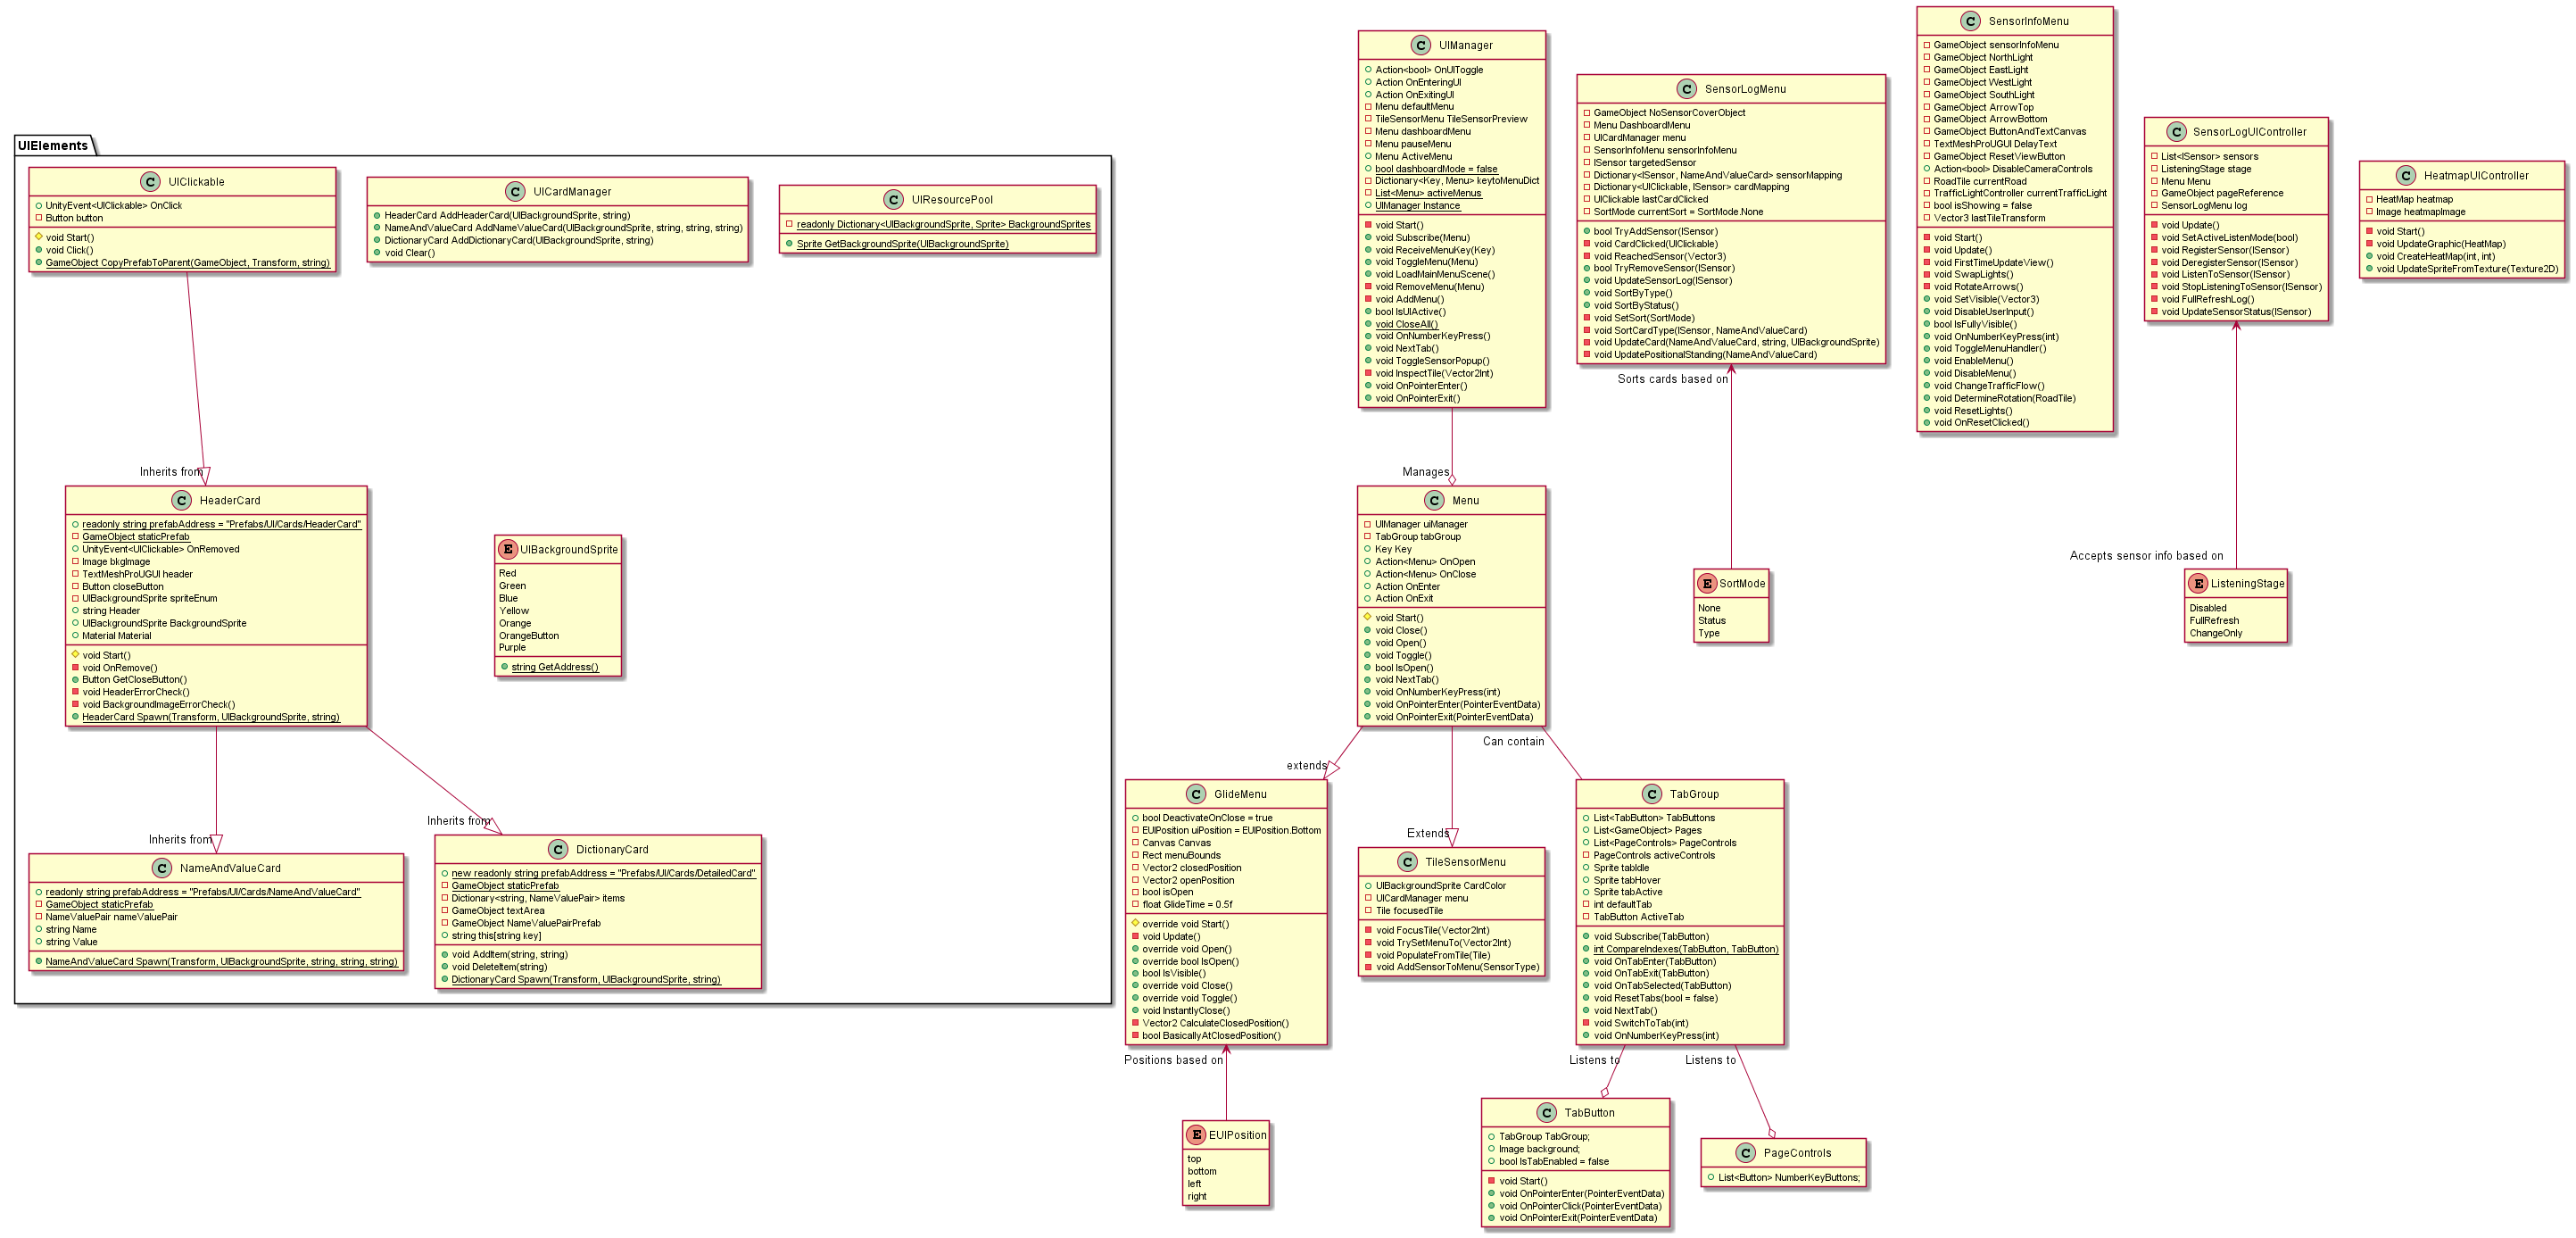 UIElements
UIClickable
UnityEvent<UIClickable> OnClick
Button button
void Start()
void Click()
GameObject CopyPrefabToParent(GameObject, Transform, string)
UICardManager
HeaderCard AddHeaderCard(UIBackgroundSprite, string)
NameAndValueCard AddNameValueCard(UIBackgroundSprite, string, string, string)
DictionaryCard AddDictionaryCard(UIBackgroundSprite, string)
void Clear()
UIResourcePool
readonly Dictionary<UIBackgroundSprite, Sprite> BackgroundSprites
Sprite GetBackgroundSprite(UIBackgroundSprite)
Inherits from
HeaderCard
readonly string prefabAddress = "Prefabs/UI/Cards/HeaderCard"
GameObject staticPrefab
UnityEvent<UIClickable> OnRemoved
Image bkgImage
TextMeshProUGUI header
Button closeButton
UIBackgroundSprite spriteEnum
string Header
UIBackgroundSprite BackgroundSprite
Material Material
void Start()
void OnRemove()
Button GetCloseButton()
void HeaderErrorCheck()
void BackgroundImageErrorCheck()
HeaderCard Spawn(Transform, UIBackgroundSprite, string)
UIBackgroundSprite
Red
Green
Blue
Yellow
Orange
OrangeButton
Purple
string GetAddress()
Inherits from
NameAndValueCard
readonly string prefabAddress = "Prefabs/UI/Cards/NameAndValueCard"
GameObject staticPrefab
NameValuePair nameValuePair
string Name
string Value
NameAndValueCard Spawn(Transform, UIBackgroundSprite, string, string, string)
Inherits from
DictionaryCard
new readonly string prefabAddress = "Prefabs/UI/Cards/DetailedCard"
GameObject staticPrefab
Dictionary<string, NameValuePair> items
GameObject textArea
GameObject NameValuePairPrefab
string this[string key]
void AddItem(string, string)
void DeleteItem(string)
DictionaryCard Spawn(Transform, UIBackgroundSprite, string)
UIManager
Action<bool> OnUIToggle
Action OnEnteringUI
Action OnExitingUI
Menu defaultMenu
TileSensorMenu TileSensorPreview
Menu dashboardMenu
Menu pauseMenu
Menu ActiveMenu
bool dashboardMode = false
Dictionary<Key, Menu> keytoMenuDict
List<Menu> activeMenus
UIManager Instance
void Start()
void Subscribe(Menu)
void ReceiveMenuKey(Key)
void ToggleMenu(Menu)
void LoadMainMenuScene()
void RemoveMenu(Menu)
void AddMenu()
bool IsUIActive()
void CloseAll()
void OnNumberKeyPress()
void NextTab()
void ToggleSensorPopup()
void InspectTile(Vector2Int)
void OnPointerEnter()
void OnPointerExit()
Manages
Menu
UIManager uiManager
TabGroup tabGroup
Key Key
Action<Menu> OnOpen
Action<Menu> OnClose
Action OnEnter
Action OnExit
void Start()
void Close()
void Open()
void Toggle()
bool IsOpen()
void NextTab()
void OnNumberKeyPress(int)
void OnPointerEnter(PointerEventData)
void OnPointerExit(PointerEventData)
extends
GlideMenu
bool DeactivateOnClose = true
EUIPosition uiPosition = EUIPosition.Bottom
Canvas Canvas
Rect menuBounds
Vector2 closedPosition
Vector2 openPosition
bool isOpen
float GlideTime = 0.5f
override void Start()
void Update()
override void Open()
override bool IsOpen()
bool IsVisible()
override void Close()
override void Toggle()
void InstantlyClose()
Vector2 CalculateClosedPosition()
bool BasicallyAtClosedPosition()
Positions based on
EUIPosition
top
bottom
left
right
Extends
TileSensorMenu
UIBackgroundSprite CardColor
UICardManager menu
Tile focusedTile
void FocusTile(Vector2Int)
void TrySetMenuTo(Vector2Int)
void PopulateFromTile(Tile)
void AddSensorToMenu(SensorType)
Can contain
TabGroup
List<TabButton> TabButtons
List<GameObject> Pages
List<PageControls> PageControls
PageControls activeControls
Sprite tabIdle
Sprite tabHover
Sprite tabActive
int defaultTab
TabButton ActiveTab
void Subscribe(TabButton)
int CompareIndexes(TabButton, TabButton)
void OnTabEnter(TabButton)
void OnTabExit(TabButton)
void OnTabSelected(TabButton)
void ResetTabs(bool = false)
void NextTab()
void SwitchToTab(int)
void OnNumberKeyPress(int)
Listens to
TabButton
TabGroup TabGroup;
Image background;
bool IsTabEnabled = false
void Start()
void OnPointerEnter(PointerEventData)
void OnPointerClick(PointerEventData)
void OnPointerExit(PointerEventData)
Listens to
PageControls
List<Button> NumberKeyButtons;
SensorLogMenu
GameObject NoSensorCoverObject
Menu DashboardMenu
UICardManager menu
SensorInfoMenu sensorInfoMenu
ISensor targetedSensor
Dictionary<ISensor, NameAndValueCard> sensorMapping
Dictionary<UIClickable, ISensor> cardMapping
UIClickable lastCardClicked
SortMode currentSort = SortMode.None
bool TryAddSensor(ISensor)
void CardClicked(UIClickable)
void ReachedSensor(Vector3)
bool TryRemoveSensor(ISensor)
void UpdateSensorLog(ISensor)
void SortByType()
void SortByStatus()
void SetSort(SortMode)
void SortCardType(ISensor, NameAndValueCard)
void UpdateCard(NameAndValueCard, string, UIBackgroundSprite)
void UpdatePositionalStanding(NameAndValueCard)
Sorts cards based on
SortMode
None
Status
Type
SensorInfoMenu
GameObject sensorInfoMenu
GameObject NorthLight
GameObject EastLight
GameObject WestLight
GameObject SouthLight
GameObject ArrowTop
GameObject ArrowBottom
GameObject ButtonAndTextCanvas
TextMeshProUGUI DelayText
GameObject ResetViewButton
Action<bool> DisableCameraControls
RoadTile currentRoad
TrafficLightController currentTrafficLight
bool isShowing = false
Vector3 lastTileTransform
void Start()
void Update()
void FirstTimeUpdateView()
void SwapLights()
void RotateArrows()
void SetVisible(Vector3)
void DisableUserInput()
bool IsFullyVisible()
void OnNumberKeyPress(int)
void ToggleMenuHandler()
void EnableMenu()
void DisableMenu()
void ChangeTrafficFlow()
void DetermineRotation(RoadTile)
void ResetLights()
void OnResetClicked()
SensorLogUIController
List<ISensor> sensors
ListeningStage stage
Menu Menu
GameObject pageReference
SensorLogMenu log
void Update()
void SetActiveListenMode(bool)
void RegisterSensor(ISensor)
void DeregisterSensor(ISensor)
void ListenToSensor(ISensor)
void StopListeningToSensor(ISensor)
void FullRefreshLog()
void UpdateSensorStatus(ISensor)
Accepts sensor info based on
ListeningStage
Disabled
FullRefresh
ChangeOnly
HeatmapUIController
HeatMap heatmap
Image heatmapImage
void Start()
void UpdateGraphic(HeatMap)
void CreateHeatMap(int, int)
void UpdateSpriteFromTexture(Texture2D)